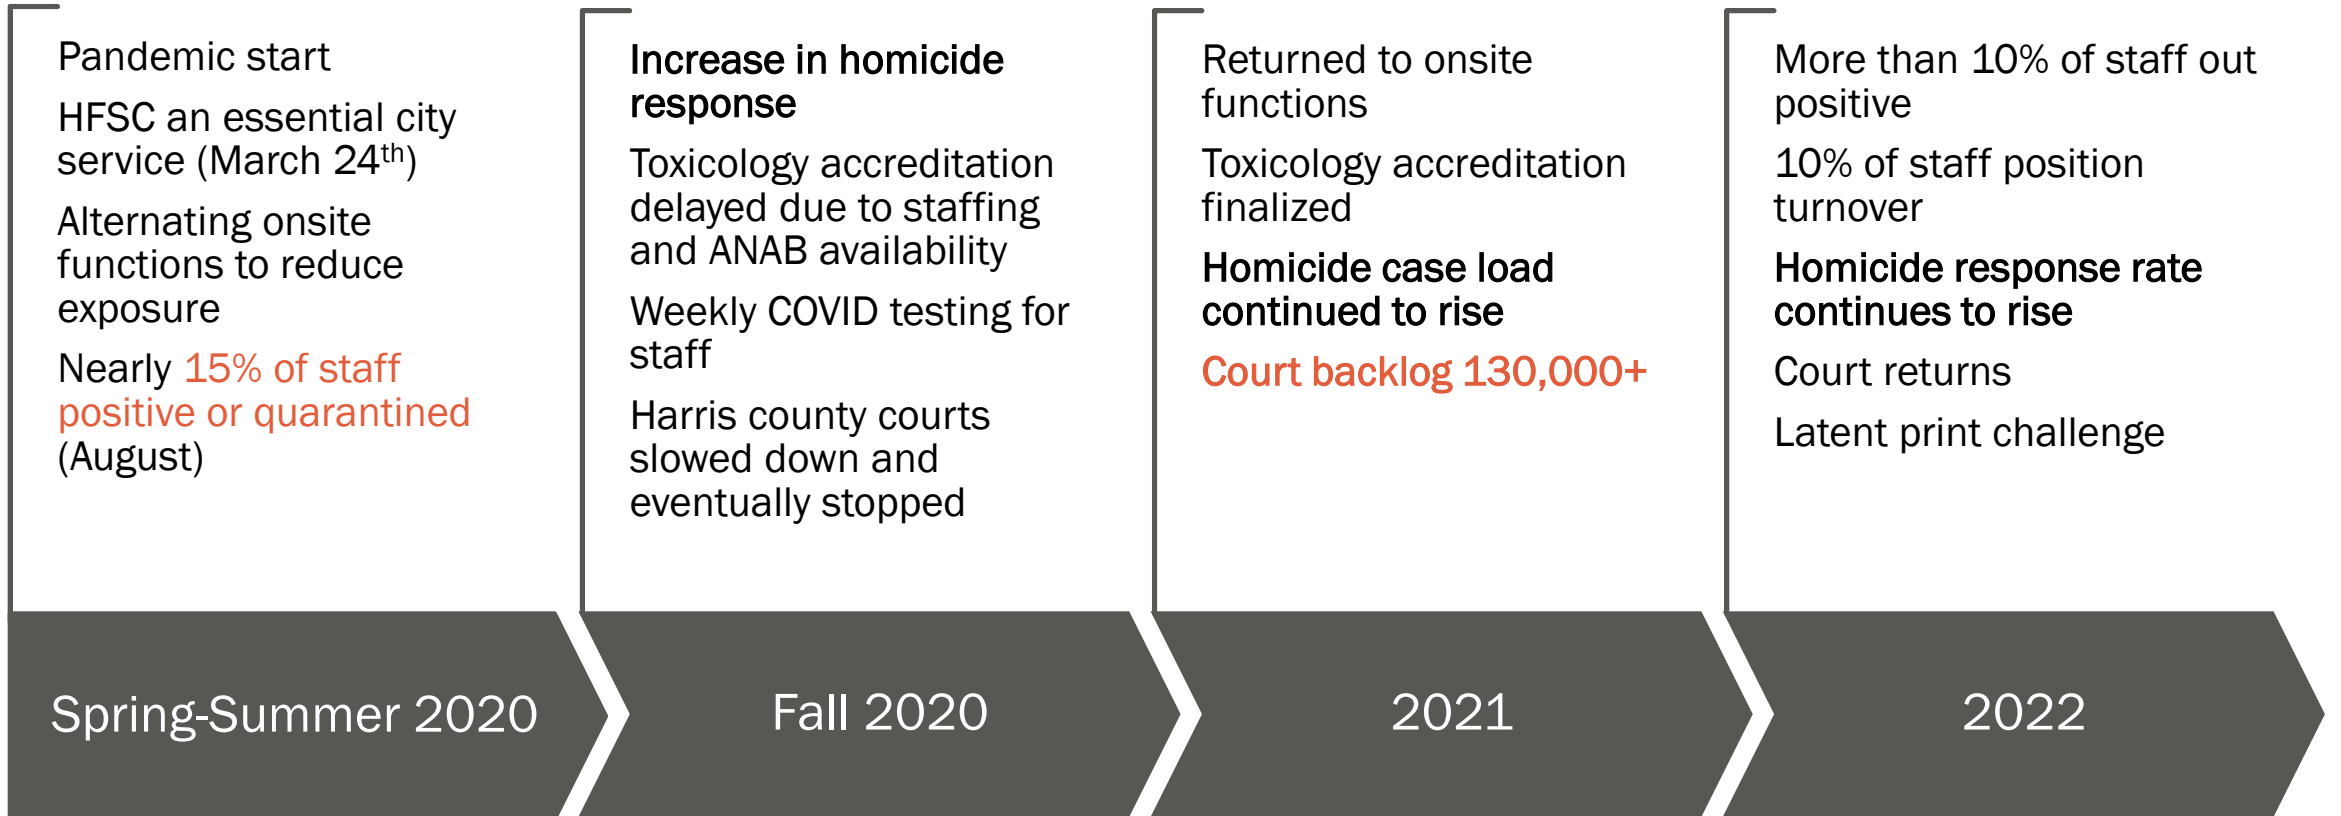 Pandemic start
HFSC an essential city
service (March 24th)
Alternating onsite
functions to reduce
exposure
Nearly 15% of staff
positive or quarantined
(August)
Spring-Summer 2020
Increase in homicide
response
Toxicology accreditation
delayed due to staffing
and ANAB availability
Weekly COVID testing for
staff
Harris county courts
slowed down and
eventually stopped
Fall 2020
Returned to onsite
functions
Toxicology accreditation
finalized
Homicide case load
continued to rise
Court backlog 130,000+
2021
More than 10% of staff out
positive
10% of staff position
turnover
Homicide response rate
continues to rise
Court returns
Latent print challenge
2022